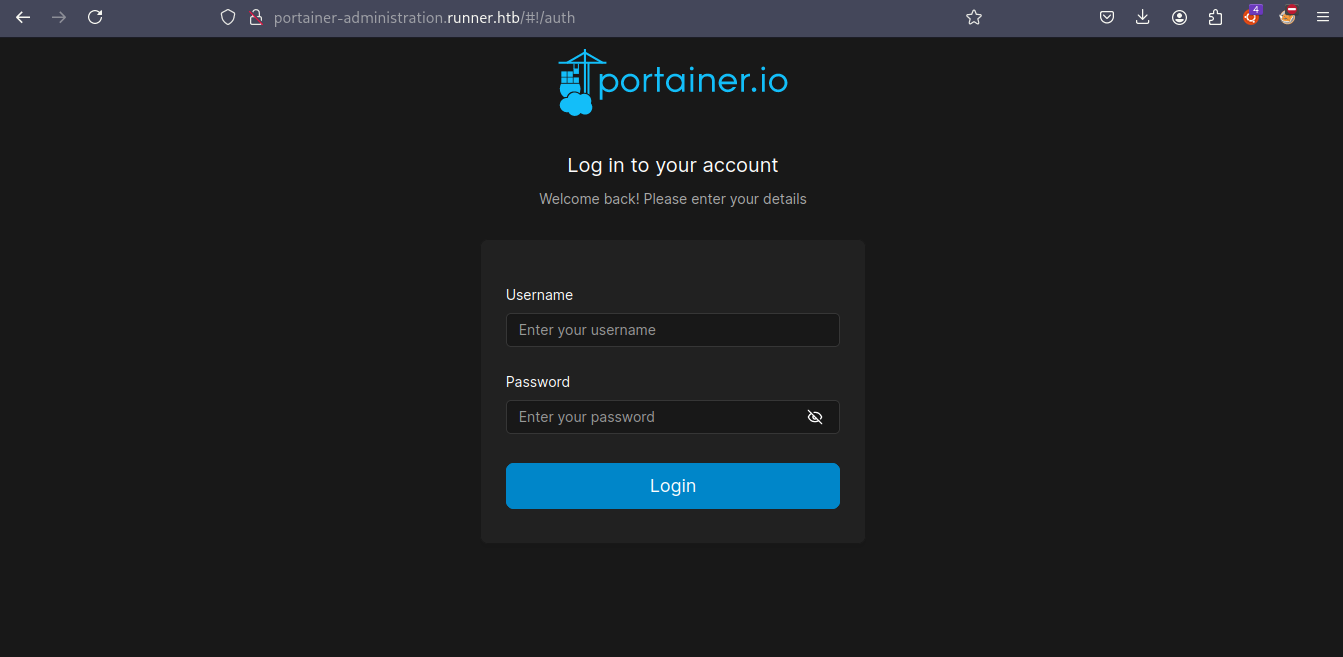 portainer-administration.runner.htb/#!/auth
4
portainer.io
Log in to your account
Welcome back! Please enter your details
Username
Enter your username
Password
Enter your password
Login